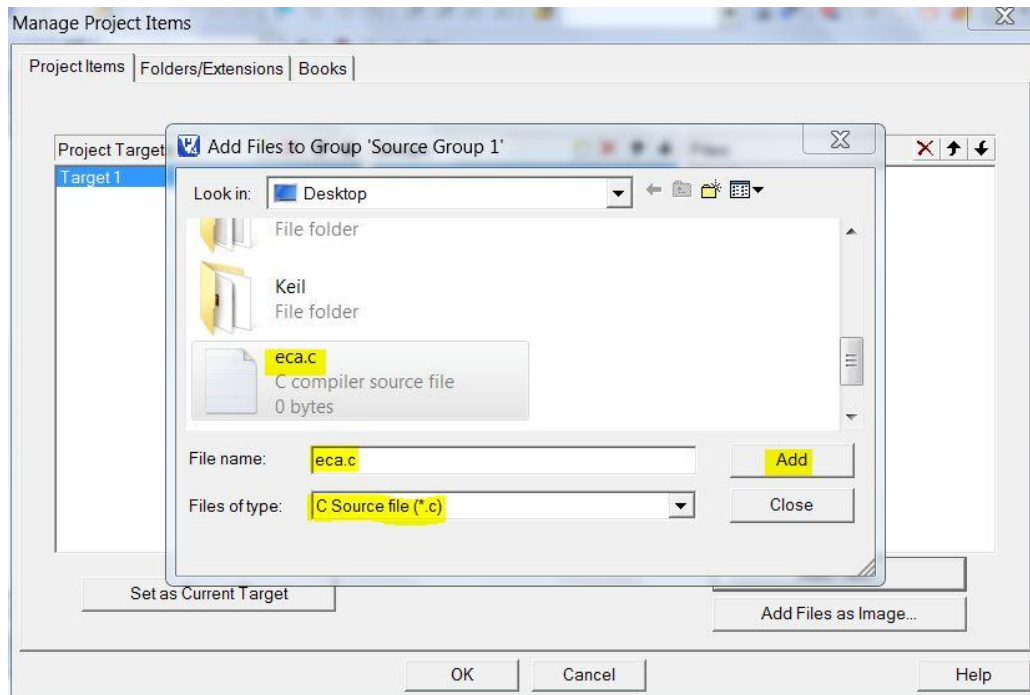 Manage Project Items
Project Items Folders/Extensions Books
Project Target
Target 1
Add Files to Group 'Source Group 1'
Look in: Desktop
File folder
Keil
File folder
eca.c
C compiler source file
0 bytes
File name: eca.c Add
Files of type: C Source file (*.c) Close
Set as Current Target
Add Files as Image...
OK Cancel Help